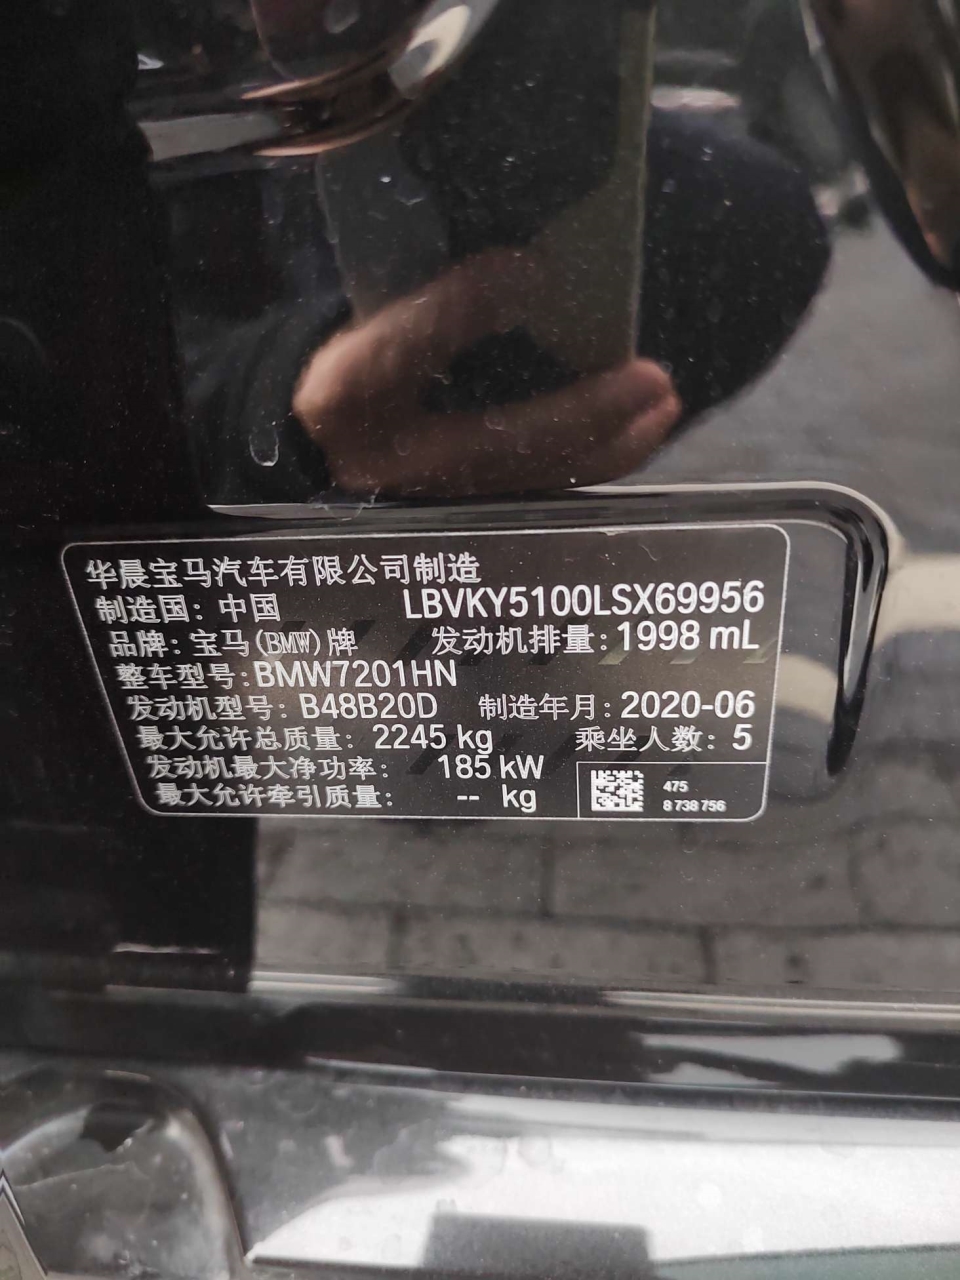 华晨宝马汽车有限公司制造
制造国：中国 LBVKY5100LSX69956
品牌：宝马(BMW)牌 发动机排量：1998 mL
整车型号：BMW7201HN
发动机型号：B48B20D 制造年月：2020-06
最大允许总质量：2245 kg 乘坐人数：5
发动机最大净功率：185 kW
最大允许牵引质量：-- kg
475
8 738 756